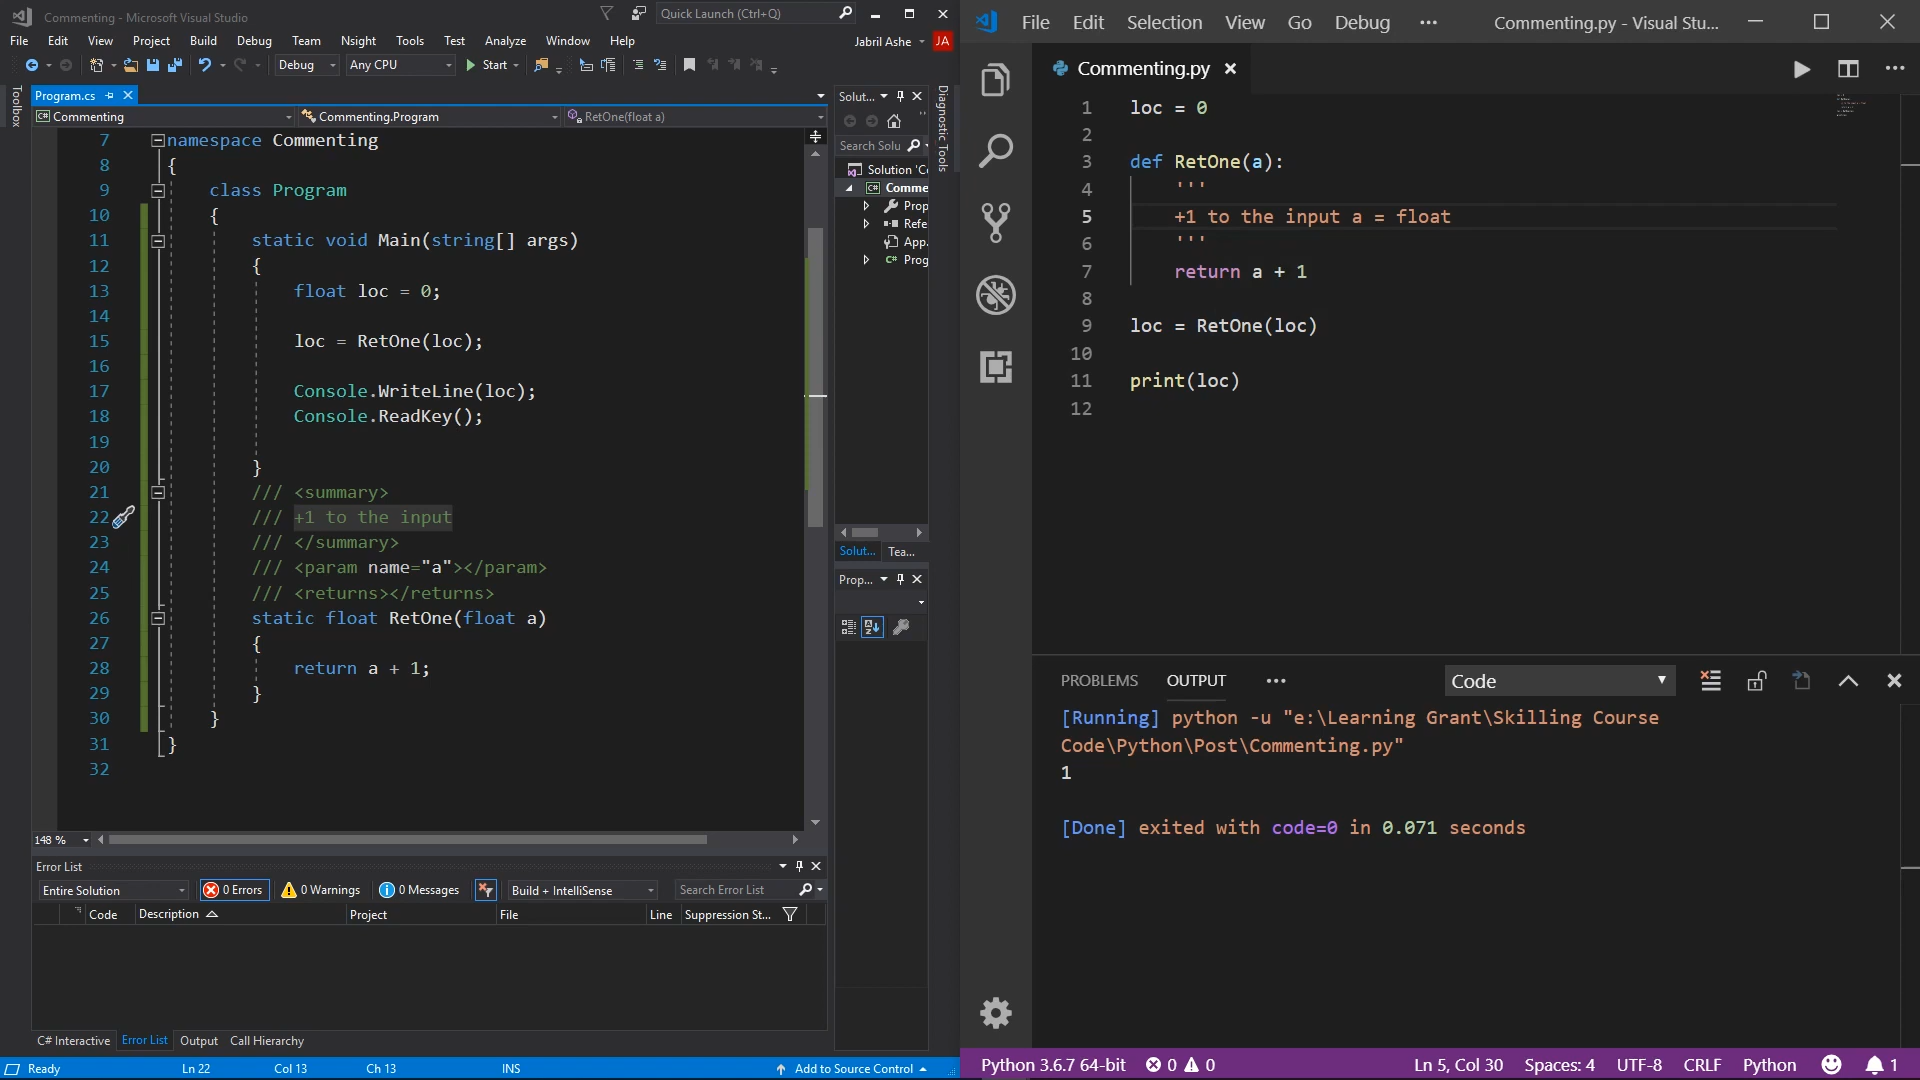 Commenting - Microsoft Visual Studio
Quick Launch (Ctrl+Q)
File Edit View Project Build Debug Team Nsight Tools Test Analyze Window Help
Jabril Ashe JA
Debug Any CPU Start
Toolbox
Program.cs
Commenting Commenting.Program RetOne(float a)
7 namespace Commenting
8 {
9 class Program
10 {
11 static void Main(string[] args)
12 {
13 float loc = 0;
14
15 loc = RetOne(loc);
16
17 Console.WriteLine(loc);
18 Console.ReadKey();
19
20 }
21 /// <summary>
22 /// +1 to the input
23 /// </summary>
24 /// <param name="a"></param>
25 /// <returns></returns>
26 static float RetOne(float a)
27 {
28 return a + 1;
29 }
30 }
31 }
32
148 %
Solut...
Search Solu
Solution 'Co
C# Comme
Prop
Refe
App.
C# Prog
Solut... Tea...
Prop...
Diagnostic Tools
Error List
Entire Solution 0 Errors 0 Warnings 0 Messages Build + IntelliSense Search Error List
Code Description Project File Line Suppression St...
C# Interactive Error List Output Call Hierarchy
Ready Ln 22 Col 13 Ch 13 INS Add to Source Control
File Edit Selection View Go Debug ··· Commenting.py - Visual Stu...
Commenting.py
1 loc = 0
2
3 def RetOne(a):
4 '''
5 +1 to the input a = float
6 '''
7 return a + 1
8
9 loc = RetOne(loc)
10
11 print(loc)
12
PROBLEMS OUTPUT ··· Code
[Running] python -u "e:\Learning Grant\Skilling Course
Code\Python\Post\Commenting.py"
1
[Done] exited with code=0 in 0.071 seconds
Python 3.6.7 64-bit 0 0 Ln 5, Col 30 Spaces: 4 UTF-8 CRLF Python 1